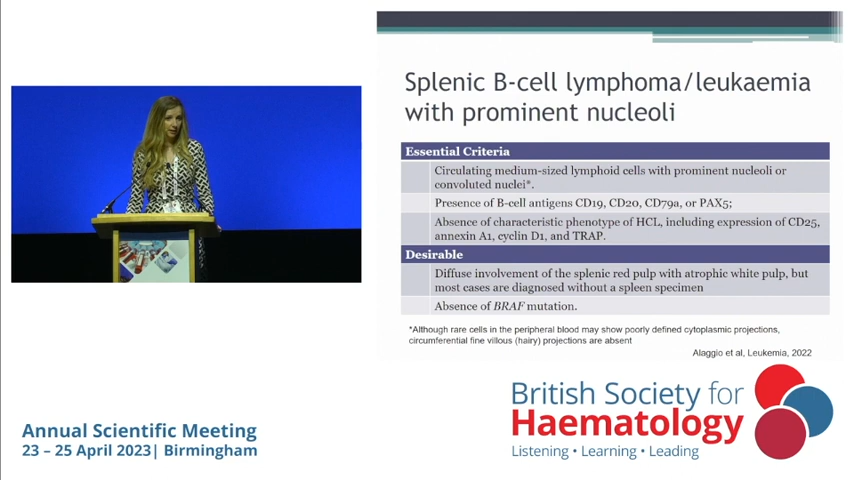 Splenic B-cell lymphoma/leukaemia
with prominent nucleoli
Essential Criteria
Circulating medium-sized lymphoid cells with prominent nucleoli or
convoluted nuclei*.
Presence of B-cell antigens CD19, CD20, CD79a, or PAX5;
Absence of characteristic phenotype of HCL, including expression of CD25,
annexin A1, cyclin D1, and TRAP.
Desirable
Diffuse involvement of the splenic red pulp with atrophic white pulp, but
most cases are diagnosed without a spleen specimen
Absence of BRAF mutation.
*Although rare cells in the peripheral blood may show poorly defined cytoplasmic projections,
circumferential fine villous (hairy) projections are absent
Alaggio et al, Leukemia, 2022
British Society for
Haematology
Listening • Learning • Leading
Annual Scientific Meeting
23 – 25 April 2023| Birmingham